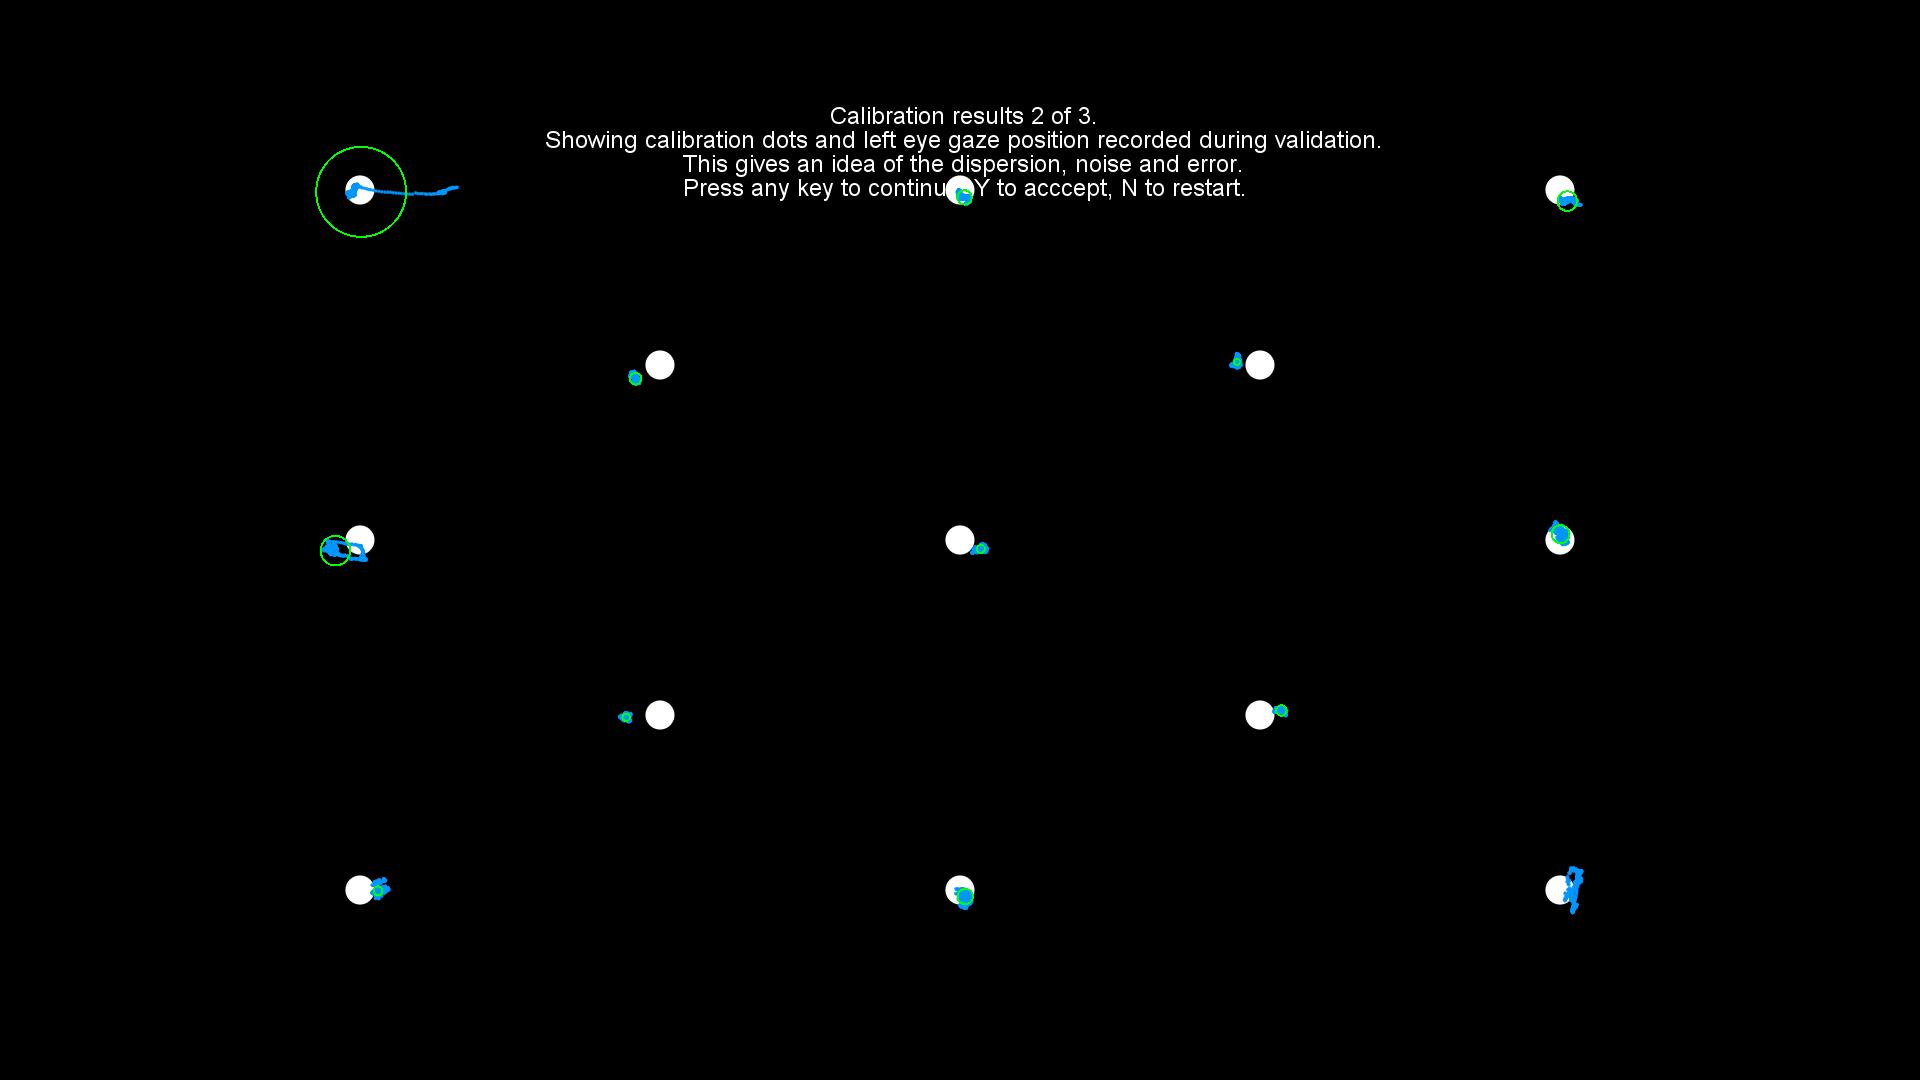 Calibration results 2 of 3.
Showing calibration dots and left eye gaze position recorded during validation.
This gives an idea of the dispersion, noise and error.
Press any key to continu Y to acccept, N to restart.